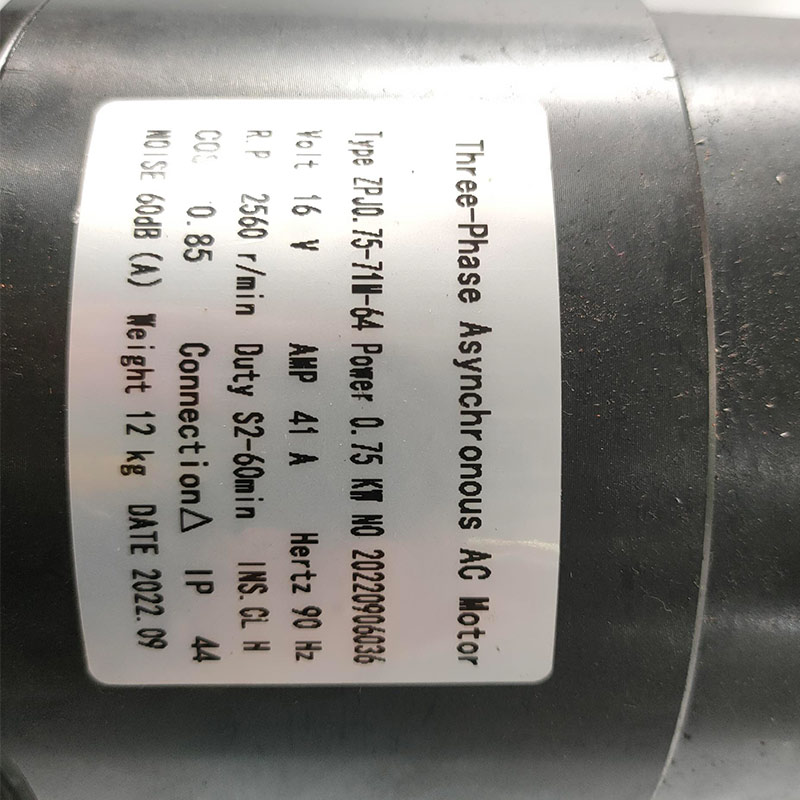 Three-Phase Asynchronous AC Motor
Type ZPJ0.75-71M-64 Power 0.75 KW NO 20220906036
Volt 16 V AMP 41 A Hertz 90 Hz
R.P 2560 r/min Duty S2-60min INS.CL H
COS 0.85 Connection△ IP 44
NOISE 60dB (A) Weight 12 kg DATE 2022.09